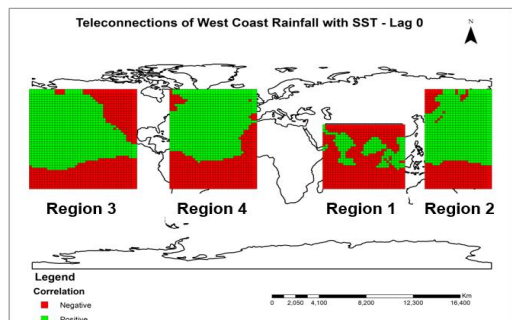 Teleconnections of West Coast Rainfall with SST - Lag 0
N
Region 3 Region 4 Region 1 Region 2
Legend
Correlation
Negative
Positive
Km
0 2,050 4,100 8,200 12,300 16,400